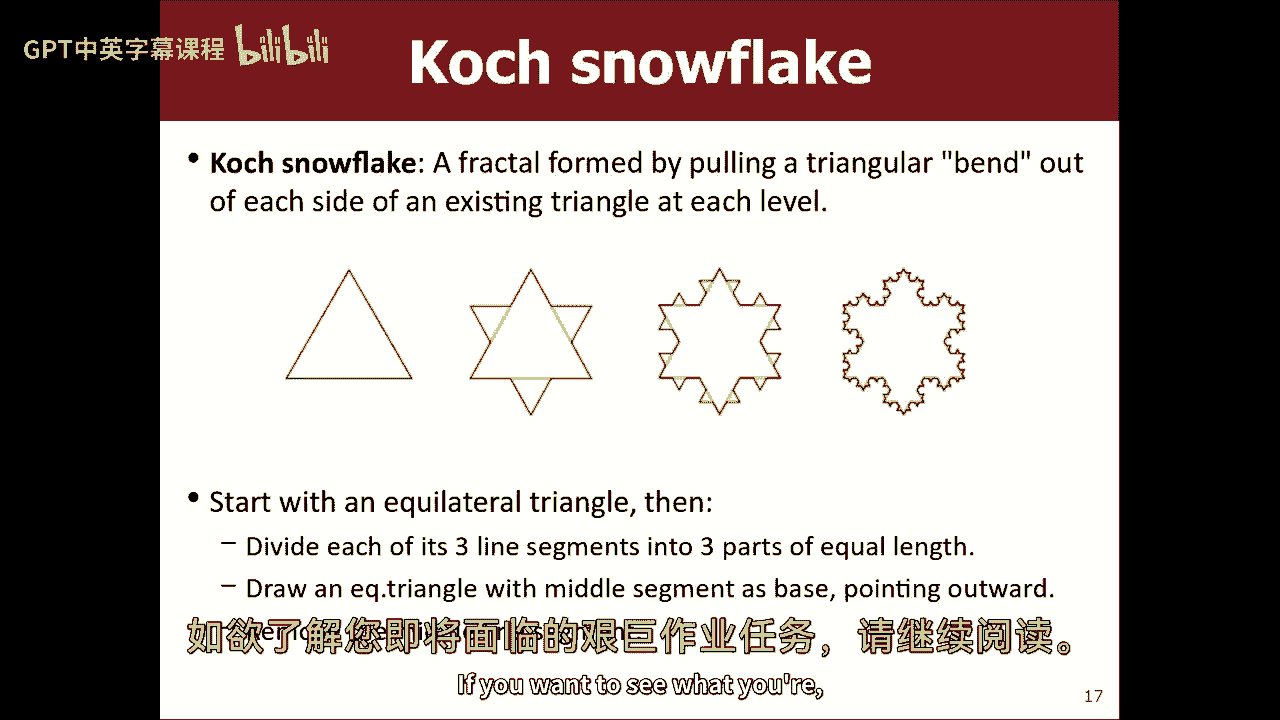 GPT中英字幕课程 bilibili
Koch snowflake
• Koch snowflake: A fractal formed by pulling a triangular "bend" out
of each side of an existing triangle at each level.
• Start with an equilateral triangle, then:
– Divide each of its 3 line segments into 3 parts of equal length.
– Draw an eq.triangle with middle segment as base, pointing outward.
如欲了解您即将面临的艰巨作业任务，请继续阅读。
If you want to see what you're,
17